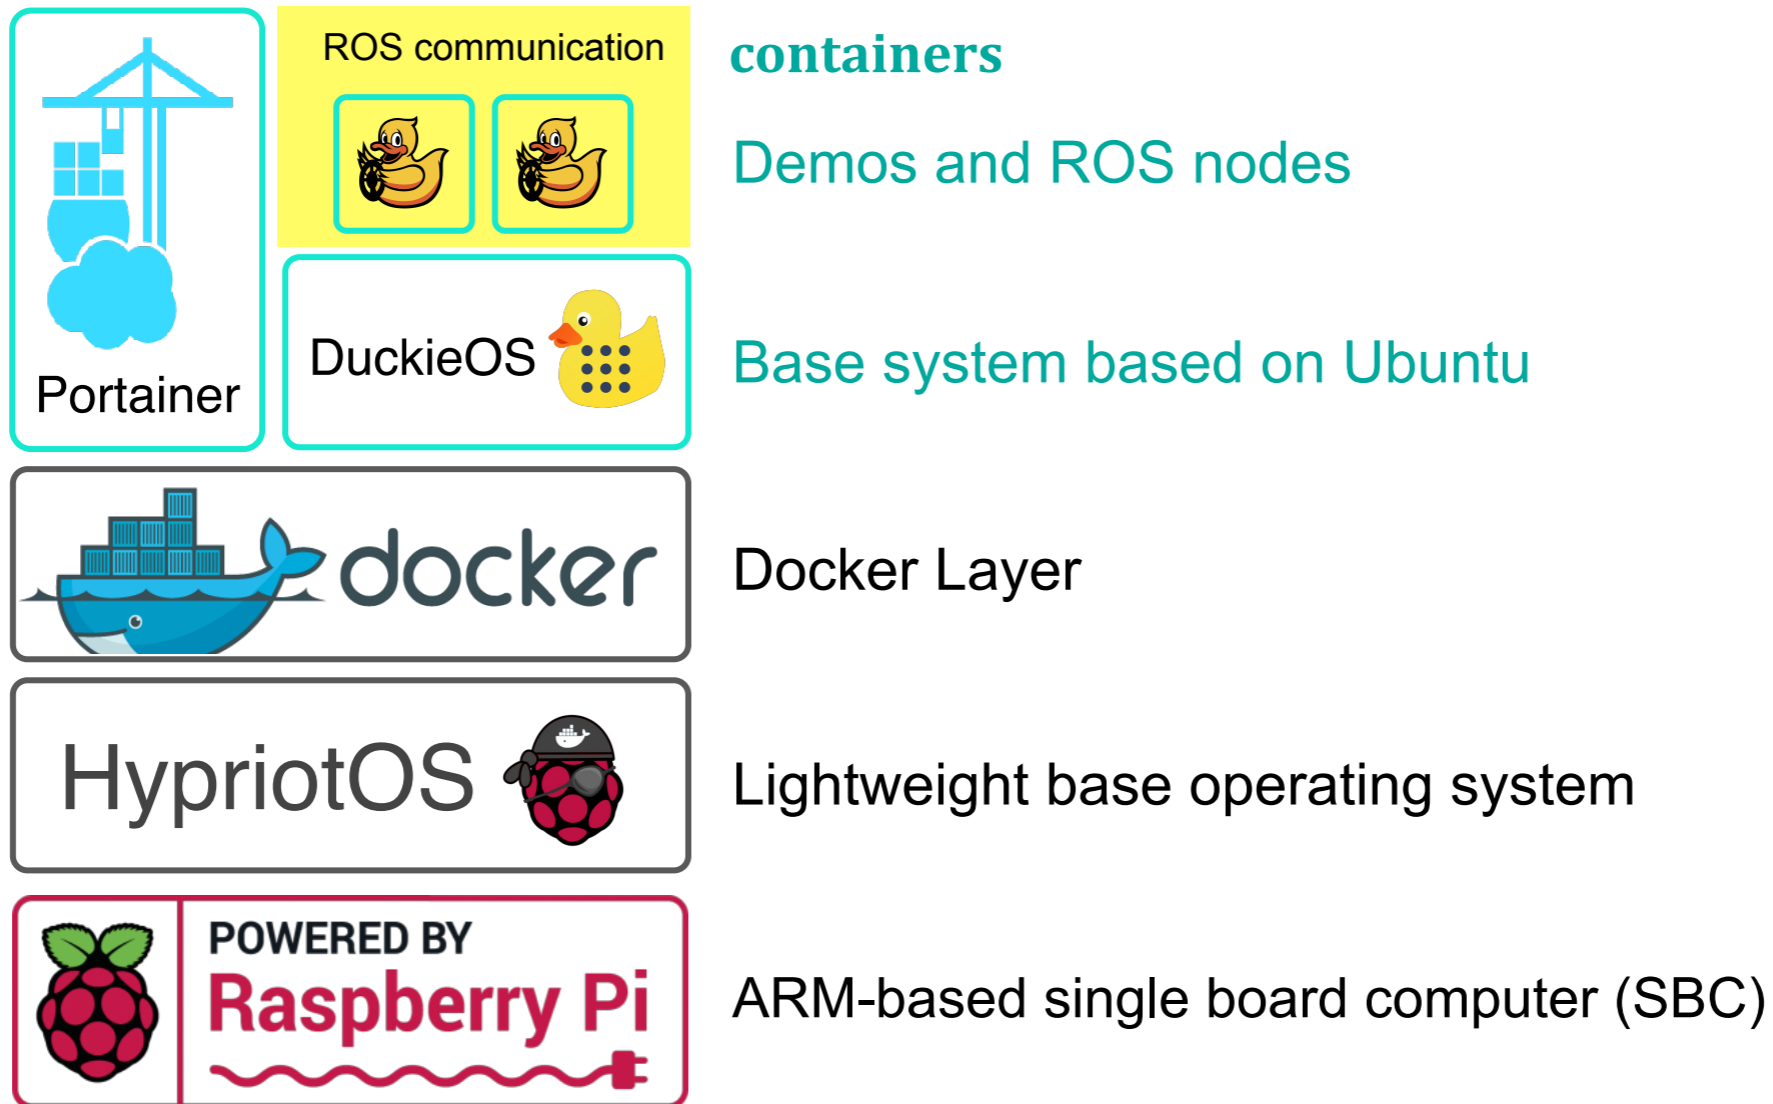 ROS communication
containers
Demos and ROS nodes
Portainer
DuckieOS
Base system based on Ubuntu
docker
Docker Layer
HypriotOS
Lightweight base operating system
POWERED BY
Raspberry Pi
ARM-based single board computer (SBC)